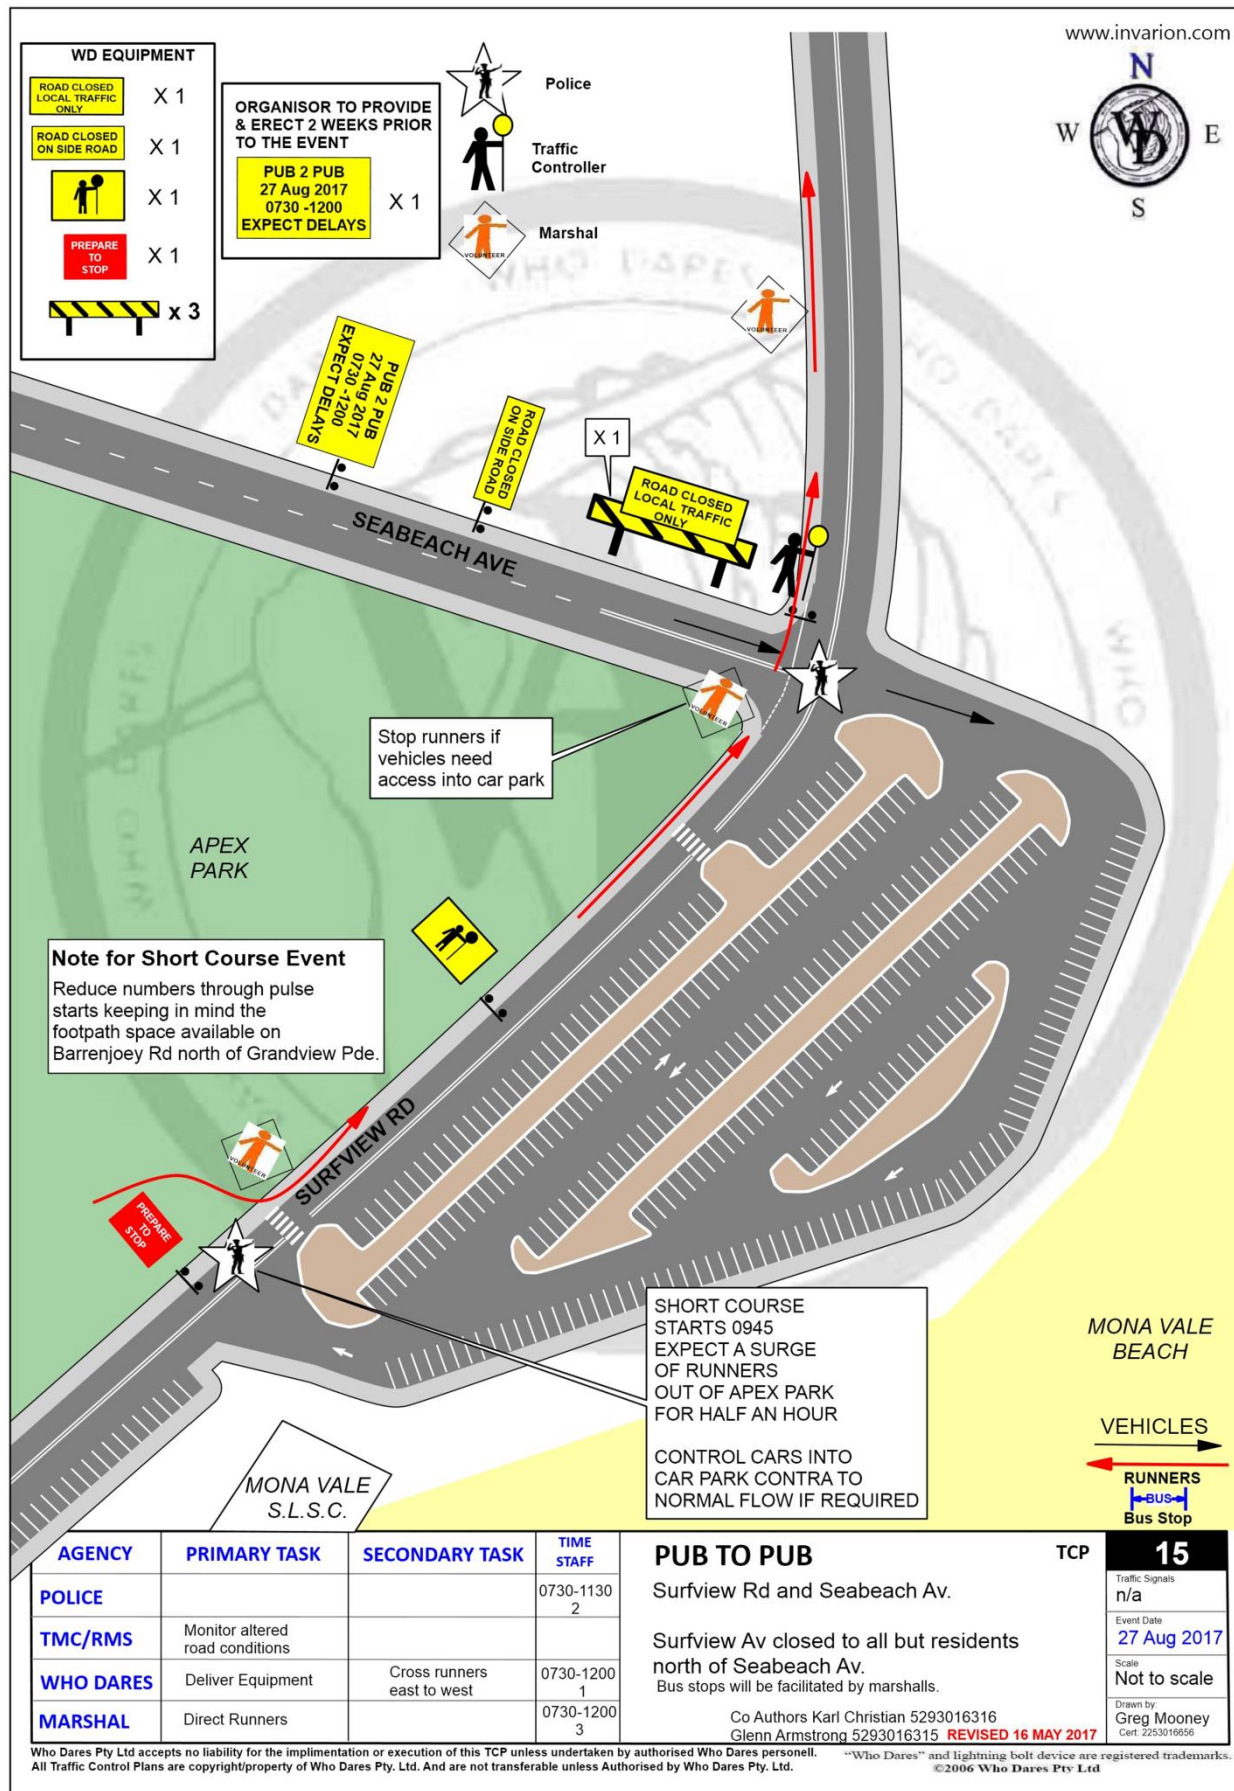 www.invarion.com
N
W
E
S
WD
WD EQUIPMENT
ROAD CLOSED
LOCAL TRAFFIC
ONLY
X 1
ROAD CLOSED
ON SIDE ROAD
X 1
X 1
PREPARE
TO
STOP
X 1
x 3
ORGANISOR TO PROVIDE
& ERECT 2 WEEKS PRIOR
TO THE EVENT
PUB 2 PUB
27 Aug 2017
0730 -1200
EXPECT DELAYS
X 1
Police
Traffic
Controller
VOLUNTEER
Marshal
WHO DARES
VOLUNTEER
PUB 2 PUB
27 Aug 2017
0730 -1200
EXPECT DELAYS
ROAD CLOSED
ON SIDE ROAD
X 1
ROAD CLOSED
LOCAL TRAFFIC
ONLY
SEABEACH AVE
VOLUNTEER
Stop runners if
vehicles need
access into car park
APEX
PARK
Note for Short Course Event
Reduce numbers through pulse
starts keeping in mind the
footpath space available on
Barrenjoey Rd north of Grandview Pde.
VOLUNTEER
SURFVIEW RD
PREPARE
TO
STOP
SHORT COURSE
STARTS 0945
EXPECT A SURGE
OF RUNNERS
OUT OF APEX PARK
FOR HALF AN HOUR
CONTROL CARS INTO
CAR PARK CONTRA TO
NORMAL FLOW IF REQUIRED
MONA VALE
BEACH
MONA VALE
S.L.S.C.
VEHICLES
RUNNERS
BUS
Bus Stop
AGENCY PRIMARY TASK SECONDARY TASK TIME
STAFF
POLICE 0730-1130
2
TMC/RMS Monitor altered
road conditions
WHO DARES Deliver Equipment Cross runners
east to west 0730-1200
1
MARSHAL Direct Runners 0730-1200
3
PUB TO PUB TCP 15
Surfview Rd and Seabeach Av.
Surfview Av closed to all but residents
north of Seabeach Av.
Bus stops will be facilitated by marshalls.
Co Authors Karl Christian 5293016316
Glenn Armstrong 5293016315 REVISED 16 MAY 2017
Traffic Signals
n/a
Event Date
27 Aug 2017
Scale
Not to scale
Drawn by:
Greg Mooney
Cert: 2253016656
Who Dares Pty Ltd accepts no liability for the implimentation or execution of this TCP unless undertaken by authorised Who Dares personell.
All Traffic Control Plans are copyright/property of Who Dares Pty. Ltd. And are not transferable unless Authorised by Who Dares Pty. Ltd.
“Who Dares” and lightning bolt device are registered trademarks.
©2006 Who Dares Pty Ltd